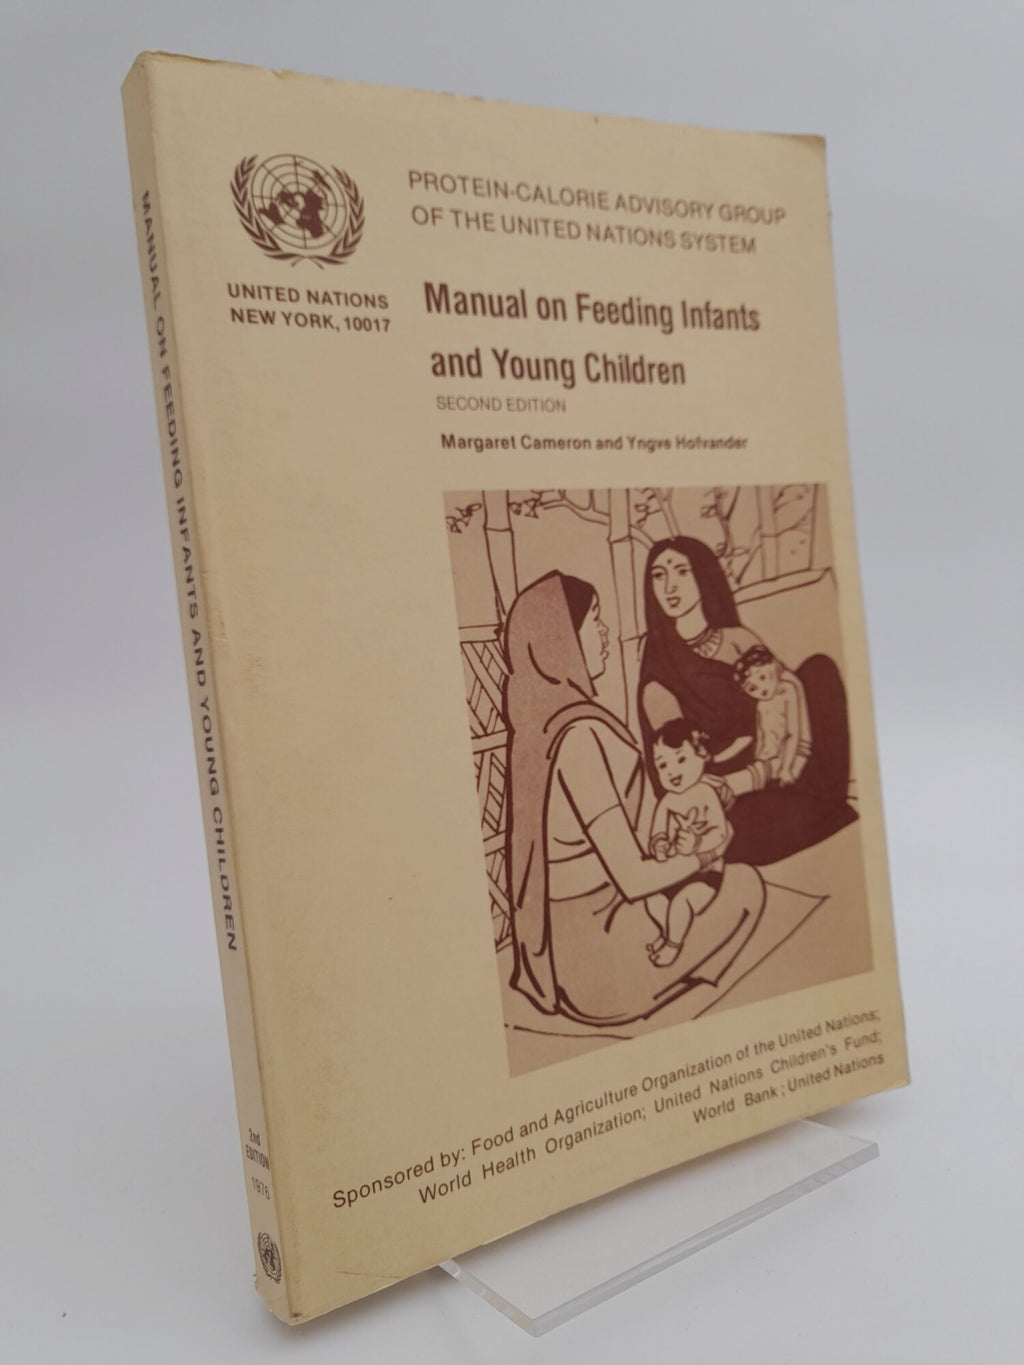 PROTEIN-CALORIE ADVISORY GROUP
OF THE UNITED NATIONS SYSTEM
UNITED NATIONS
NEW YORK, 10017
Manual on Feeding Infants
and Young Children
SECOND EDITION
Margaret Cameron and Yngve Hofvander
Sponsored by: Food and Agriculture Organization of the United Nations;
World Health Organization; United Nations Children's Fund;
World Bank; United Nations
MANUAL ON FEEDING INFANTS AND YOUNG CHILDREN
2nd
EDITION
1976